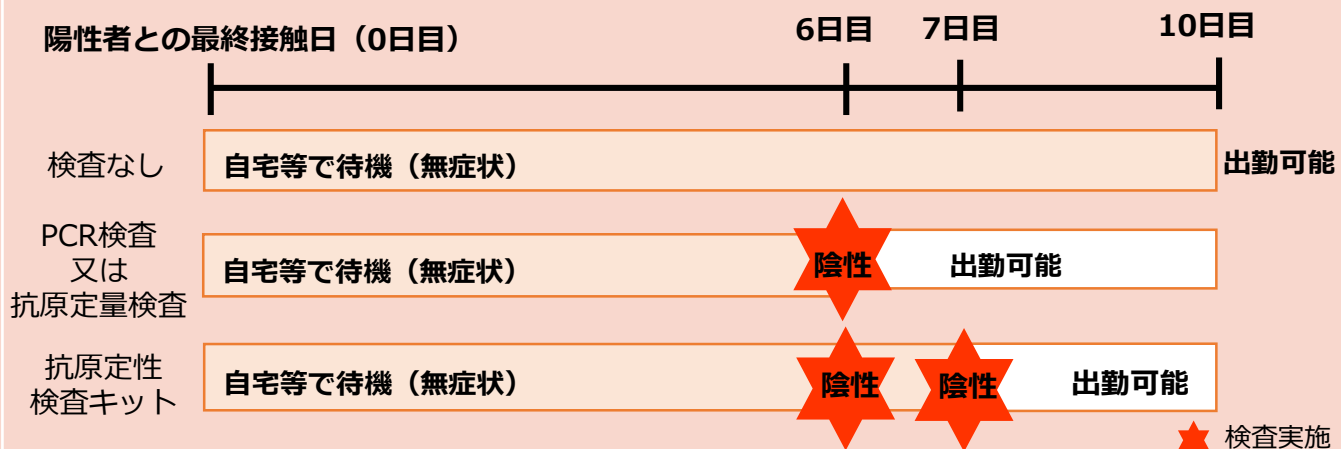 陽性者との最終接触日（0日目）
6日目
7日目
10日目
検査なし
自宅等で待機（無症状）
出勤可能
PCR検査
又は
抗原定量検査
自宅等で待機（無症状）
陰性
出勤可能
抗原定性
検査キット
自宅等で待機（無症状）
陰性
陰性
出勤可能
検査実施